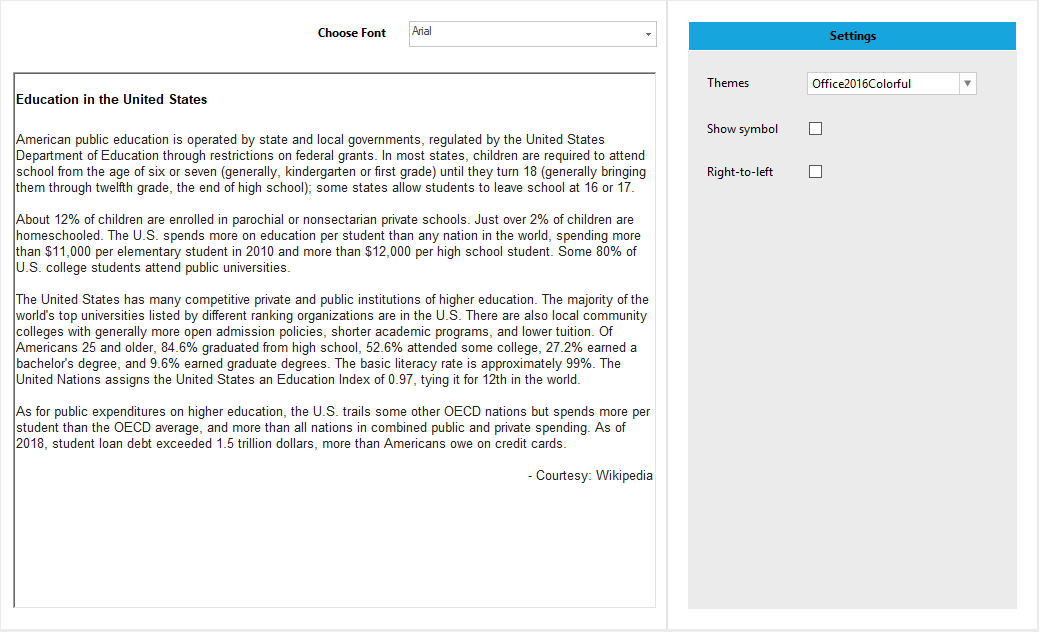 Choose Font
Arial
Education in the United States
American public education is operated by state and local governments, regulated by the United States
Department of Education through restrictions on federal grants. In most states, children are required to attend
school from the age of six or seven (generally, kindergarten or first grade) until they turn 18 (generally bringing
them through twelfth grade, the end of high school); some states allow students to leave school at 16 or 17.
About 12% of children are enrolled in parochial or nonsectarian private schools. Just over 2% of children are
homeschooled. The U.S. spends more on education per student than any nation in the world, spending more
than $11,000 per elementary student in 2010 and more than $12,000 per high school student. Some 80% of
U.S. college students attend public universities.
The United States has many competitive private and public institutions of higher education. The majority of the
world's top universities listed by different ranking organizations are in the U.S. There are also local community
colleges with generally more open admission policies, shorter academic programs, and lower tuition. Of
Americans 25 and older, 84.6% graduated from high school, 52.6% attended some college, 27.2% earned a
bachelor's degree, and 9.6% earned graduate degrees. The basic literacy rate is approximately 99%. The
United Nations assigns the United States an Education Index of 0.97, tying it for 12th in the world.
As for public expenditures on higher education, the U.S. trails some other OECD nations but spends more per
student than the OECD average, and more than all nations in combined public and private spending. As of
2018, student loan debt exceeded 1.5 trillion dollars, more than Americans owe on credit cards.
- Courtesy: Wikipedia
Settings
Themes
Office2016Colorful
Show symbol
Right-to-left